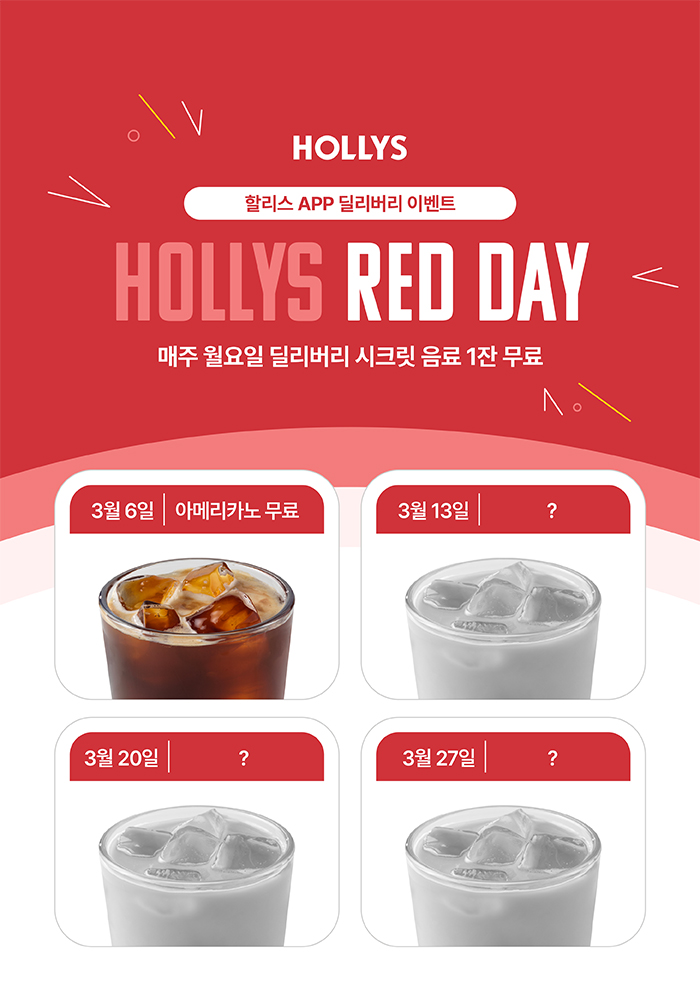 HOLLYS
할리스 APP 딜리버리 이벤트
HOLLYS RED DAY
매주 월요일 딜리버리 시크릿 음료 1잔 무료
3월 6일 아메리카노 무료
3월 13일 ?
3월 20일 ?
3월 27일 ?